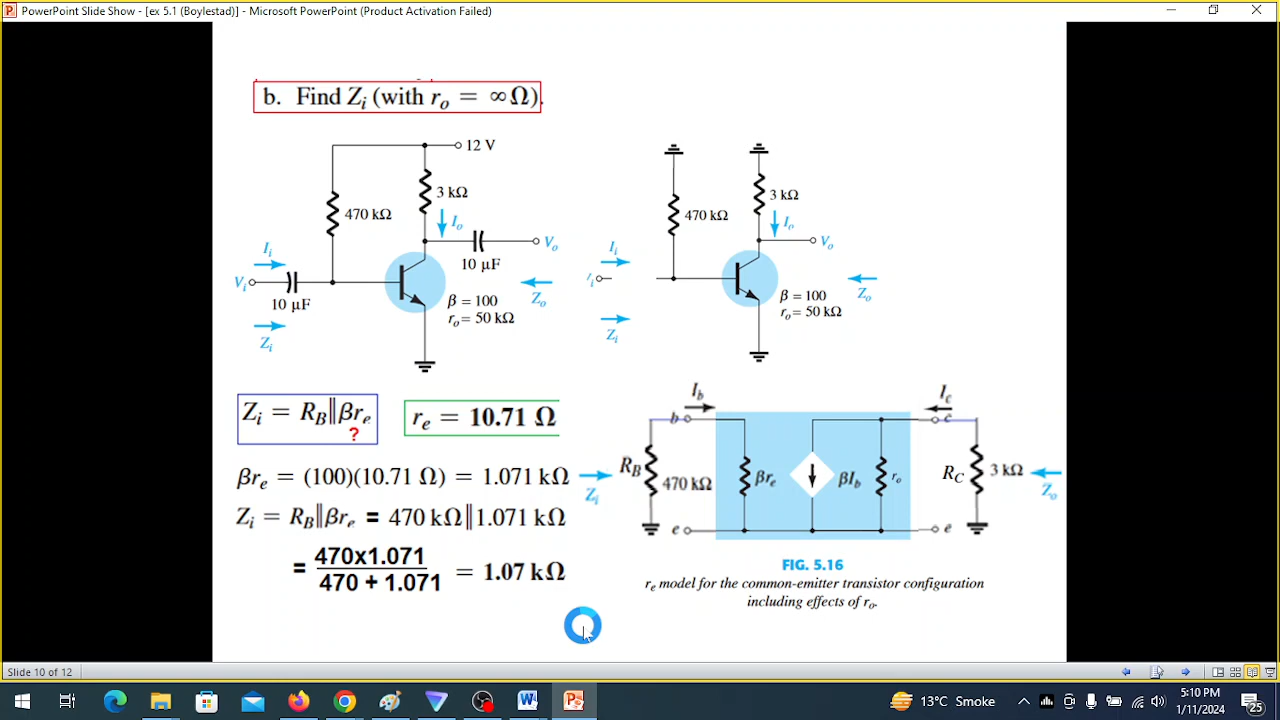 PowerPoint Slide Show - [ex 5.1 (Boylestad)] - Microsoft PowerPoint (Product Activation Failed)
b. Find Zi (with ro = ∞Ω).
12 V
3 kΩ
470 kΩ
Io
Vo
10 µF
Ii
Vi
10 µF
β = 100
ro = 50 kΩ
Zo
Zi
3 kΩ
470 kΩ
Io
Vo
Ii
β = 100
ro = 50 kΩ
Zo
Zi
Zi = RB||βre
?
re = 10.71 Ω
βre = (100)(10.71 Ω) = 1.071 kΩ
Zi = RB||βre = 470 kΩ||1.071 kΩ
= 470x1.071
470 + 1.071 = 1.07 kΩ
Ib
Ic
b
c
RB
470 kΩ
βre
βIb
ro
RC
3 kΩ
Zi
Zo
e
e
FIG. 5.16
re model for the common-emitter transistor configuration
including effects of ro.
Slide 10 of 12
13°C Smoke
5:10 PM
1/11/2024
25